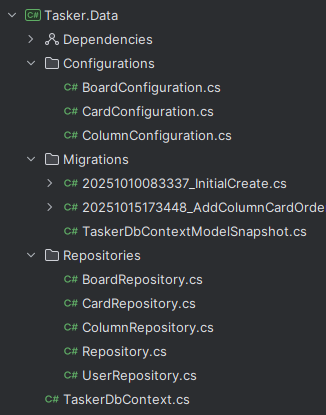 C# Tasker.Data
Dependencies
Configurations
C# BoardConfiguration.cs
C# CardConfiguration.cs
C# ColumnConfiguration.cs
Migrations
C# 20251010083337_InitialCreate.cs
C# 20251015173448_AddColumnCardOrde
C# TaskerDbContextModelSnapshot.cs
Repositories
C# BoardRepository.cs
C# CardRepository.cs
C# ColumnRepository.cs
C# Repository.cs
C# UserRepository.cs
C# TaskerDbContext.cs